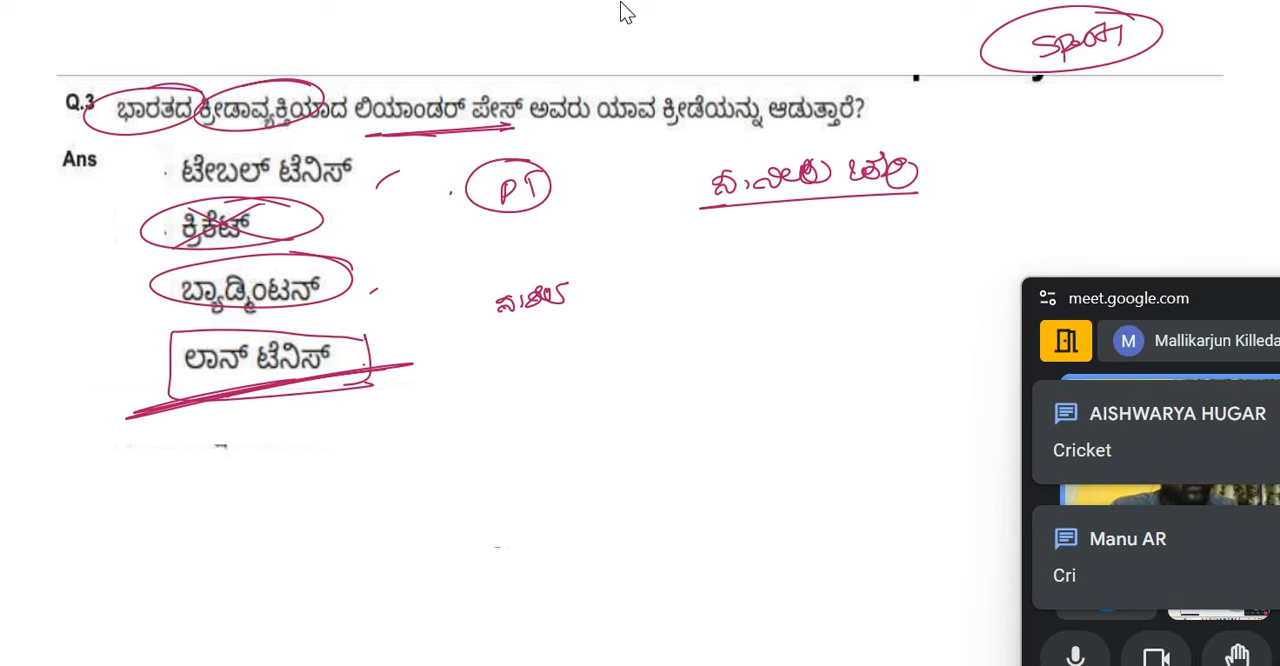 Sports
Q.3 ಭಾರತದ ಕ್ರೀಡಾವ್ಯಕ್ತಿಯಾದ ಲಿಯಾಂಡರ್ ಪೇಸ್ ಅವರು ಯಾವ ಕ್ರೀಡೆಯನ್ನು ಆಡುತ್ತಾರೆ?
Ans ಟೇಬಲ್ ಟೆನಿಸ್
PT
ಕ್ರಿಕೆಟ್
ಬ್ಯಾಡ್ಮಿಂಟನ್
ಲಾನ್ ಟೆನಿಸ್
meet.google.com
M Mallikarjun Killeda
AISHWARYA HUGAR
Cricket
Manu AR
Cri